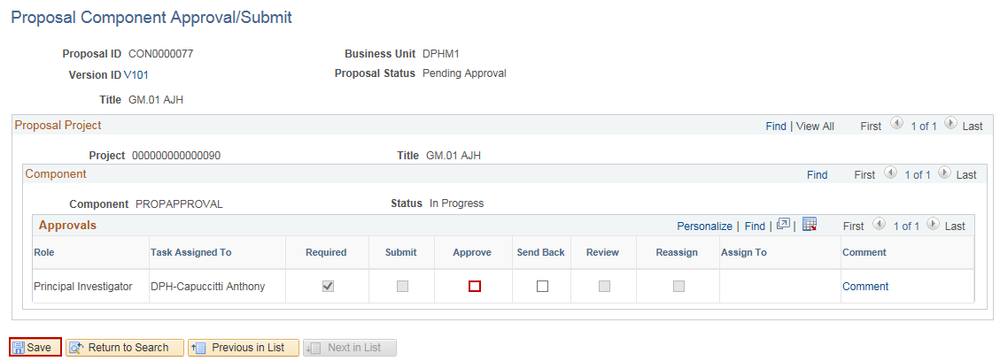 Proposal Component Approval/Submit
Proposal ID CON0000077 Business Unit DPHM1
Version ID V101 Proposal Status Pending Approval
Title GM.01 AJH
Proposal Project Find | View All First 1 of 1 Last
Project 000000000000090 Title GM.01 AJH
Component Find First 1 of 1 Last
Component PROPAPPROVAL Status In Progress
Approvals Personalize | Find | | First 1 of 1 Last
Role Task Assigned To Required Submit Approve Send Back Review Reassign Assign To Comment
Principal Investigator DPH-Capuccitti Anthony Comment
Save Return to Search Previous in List Next in List